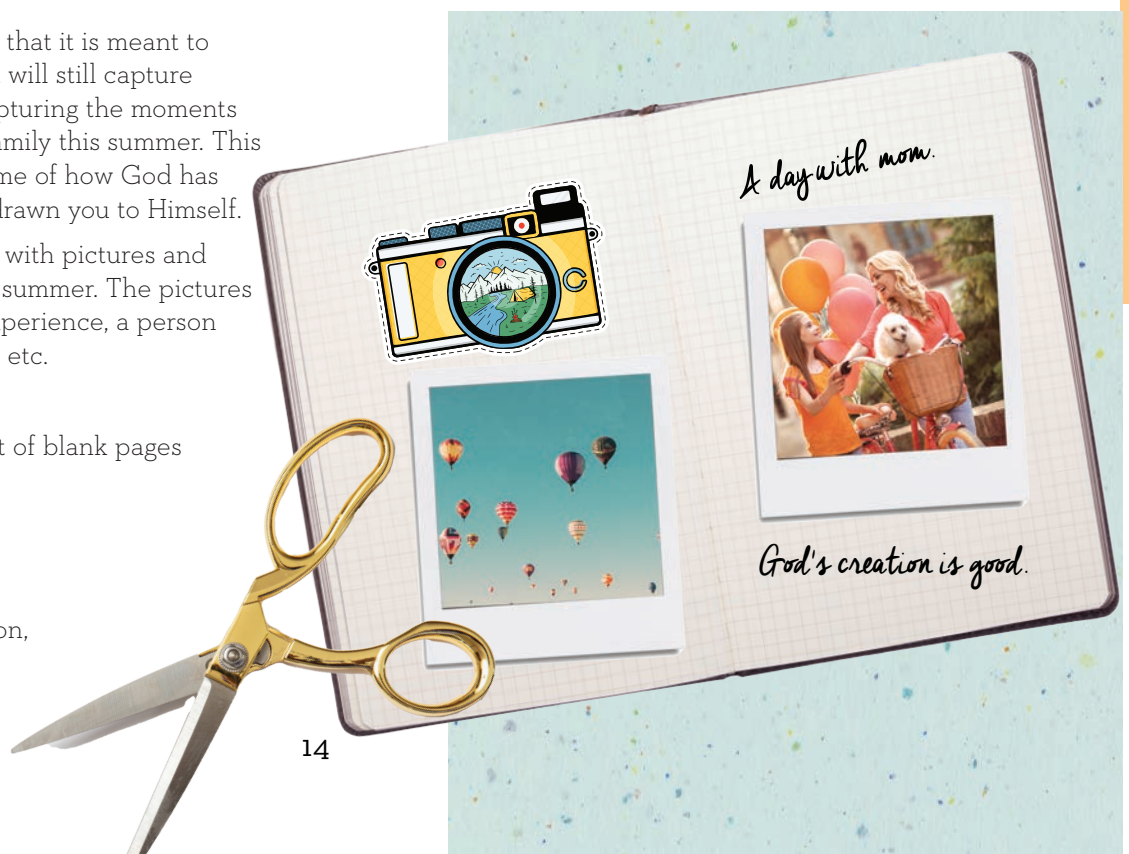 that it is meant to
will still capture
pturing the moments
mily this summer. This
me of how God has
drawn you to Himself.
with pictures and
summer. The pictures
perience, a person
etc.
t of blank pages
on,
14
A day with mom.
God's creation is good.